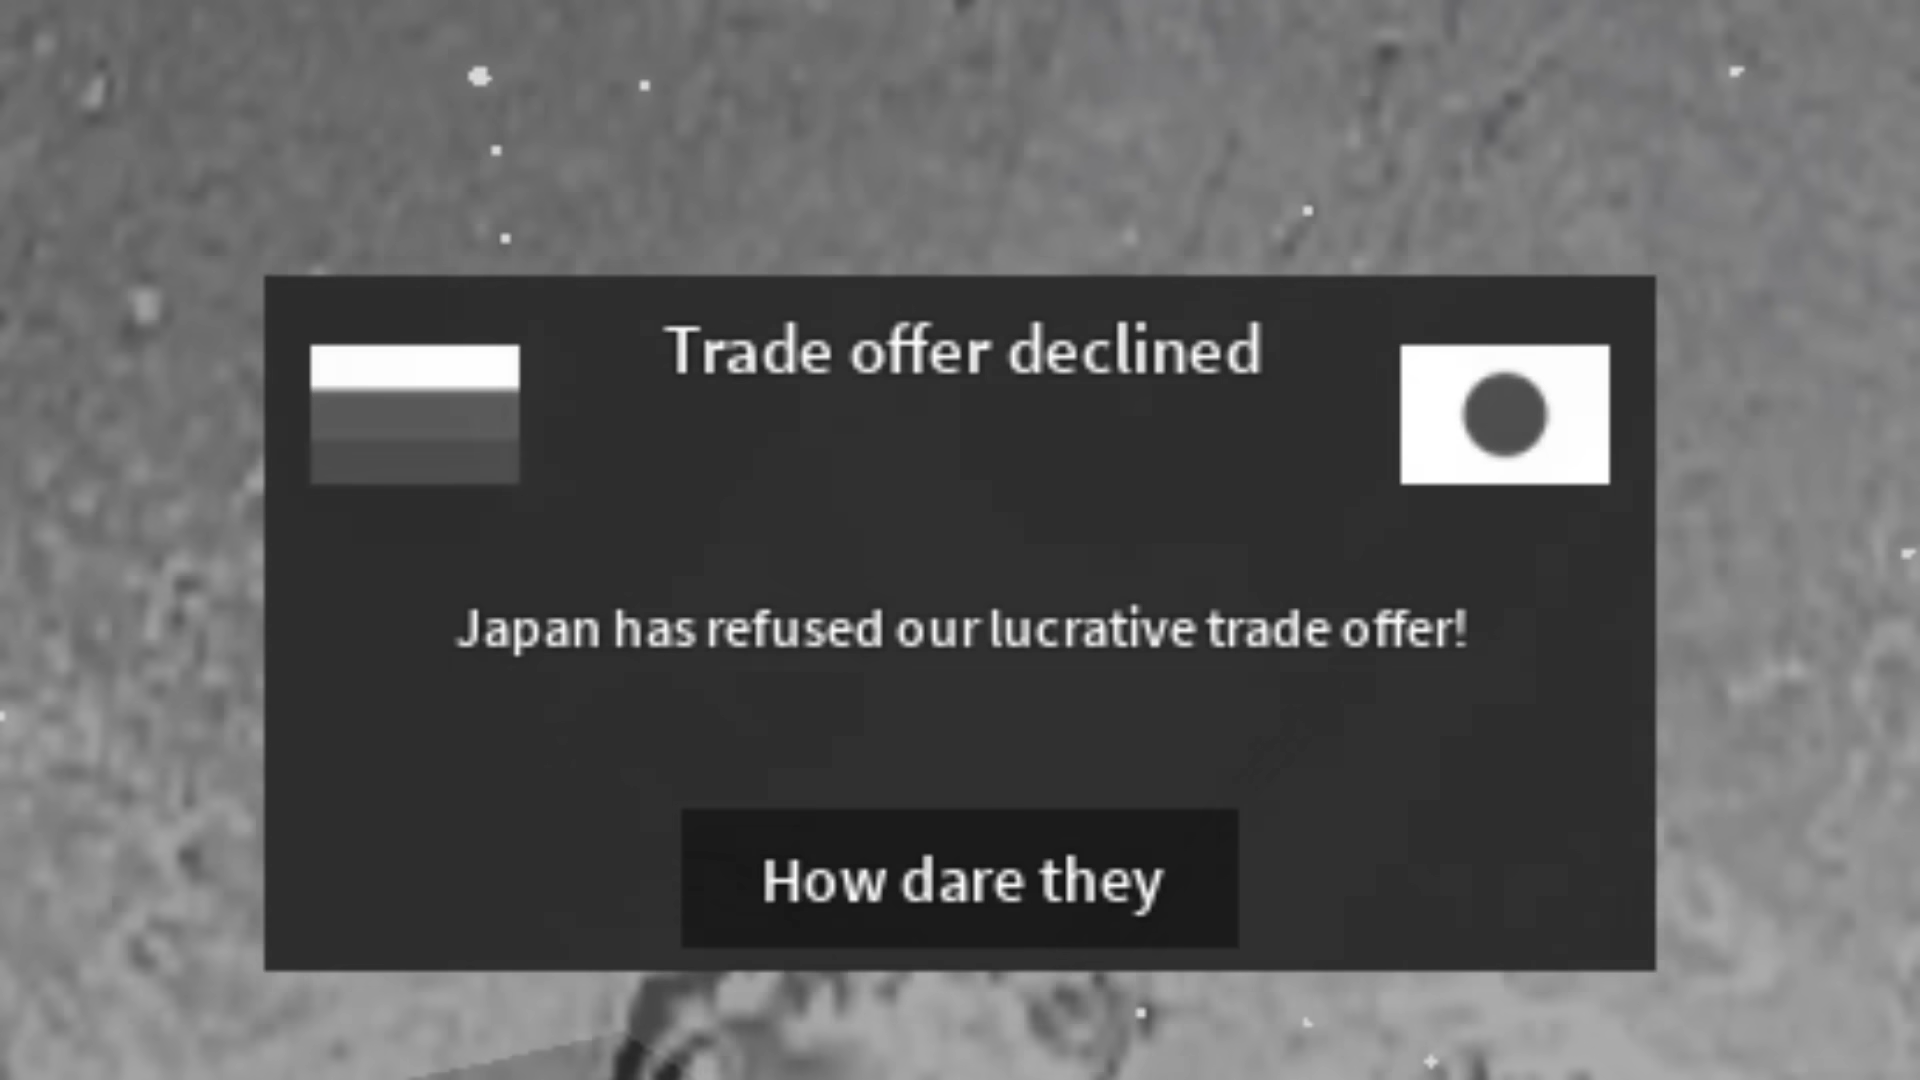 Trade offer declined
Japan has refused our lucrative trade offer!
How dare they